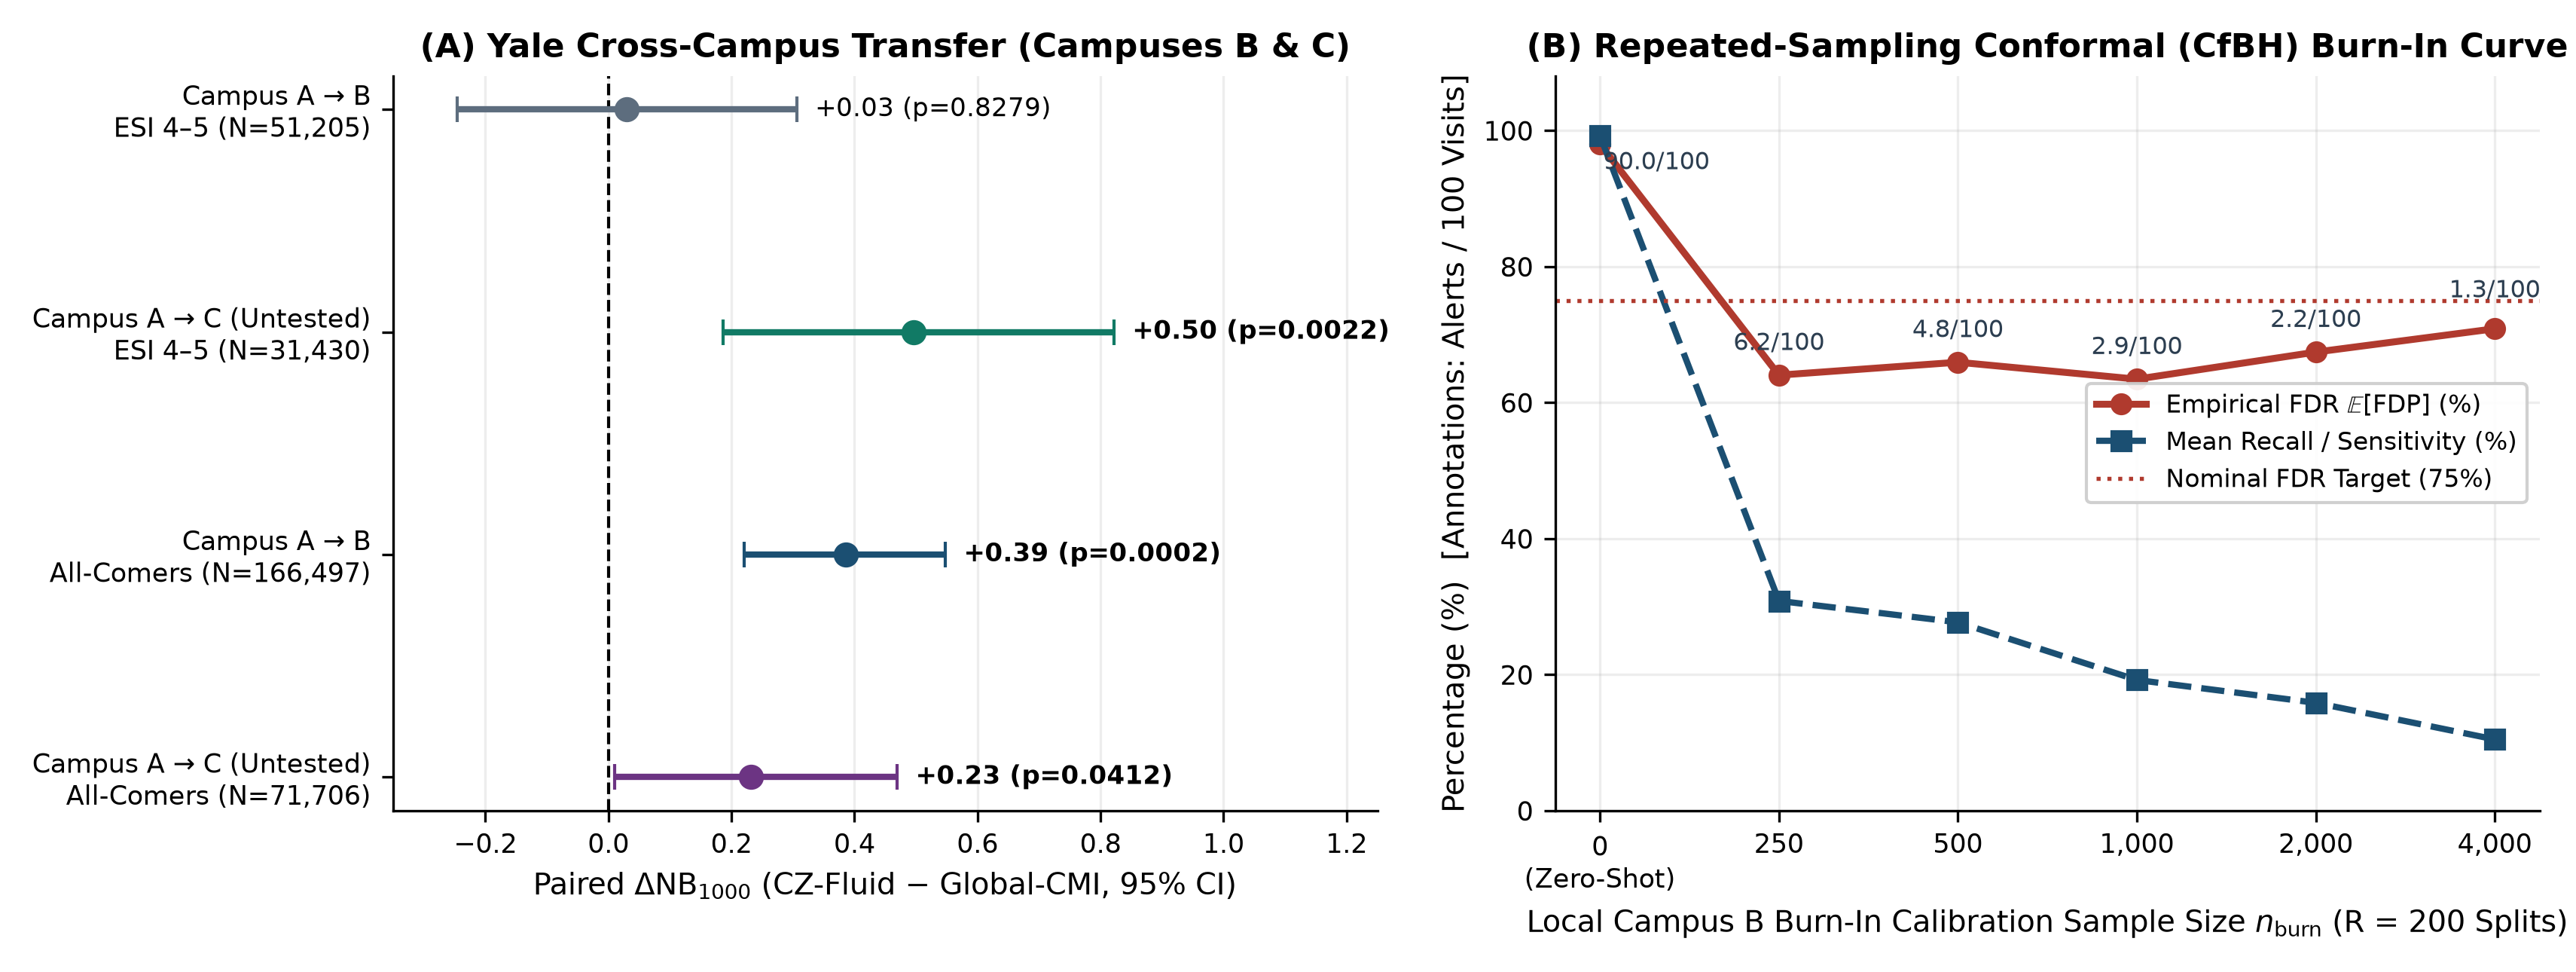 (A) Yale Cross-Campus Transfer (Campuses B & C)
Campus A → B
ESI 4–5 (N=51,205)
+0.03 (p=0.8279)
Campus A → C (Untested)
ESI 4–5 (N=31,430)
+0.50 (p=0.0022)
Campus A → B
All-Comers (N=166,497)
+0.39 (p=0.0002)
Campus A → C (Untested)
All-Comers (N=71,706)
+0.23 (p=0.0412)
−0.2 0.0 0.2 0.4 0.6 0.8 1.0 1.2
Paired ΔNB₁₀₀₀ (CZ-Fluid − Global-CMI, 95% CI)
(B) Repeated-Sampling Conformal (CfBH) Burn-In Curve
Percentage (%) [Annotations: Alerts / 100 Visits]
100
80
60
40
20
0
90.0/100
6.2/100
4.8/100
2.9/100
2.2/100
1.3/100
Empirical FDR 𝔼[FDP] (%)
Mean Recall / Sensitivity (%)
Nominal FDR Target (75%)
0 250 500 1,000 2,000 4,000
(Zero-Shot)
Local Campus B Burn-In Calibration Sample Size n_burn (R = 200 Splits)